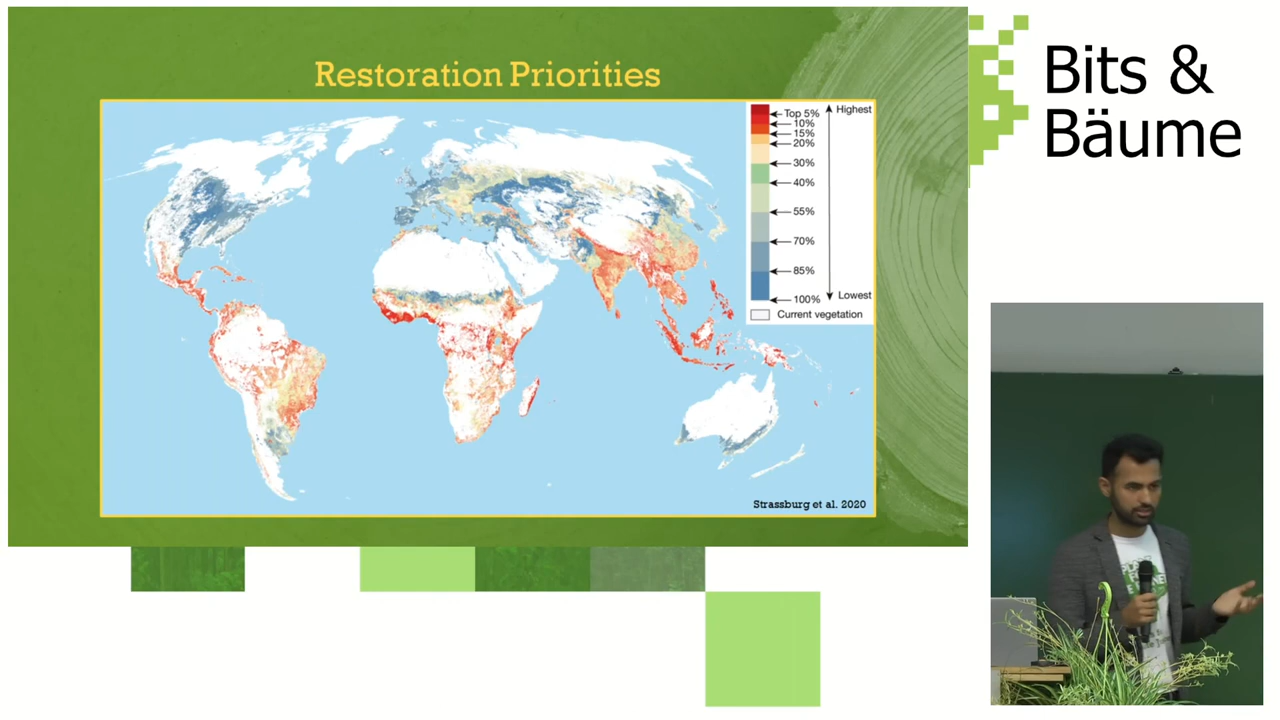 Restoration Priorities
Top 5%
10%
15%
20%
30%
40%
55%
70%
85%
100%
Highest
Lowest
Current vegetation
Strassburg et al. 2020
Bits &
Bäume